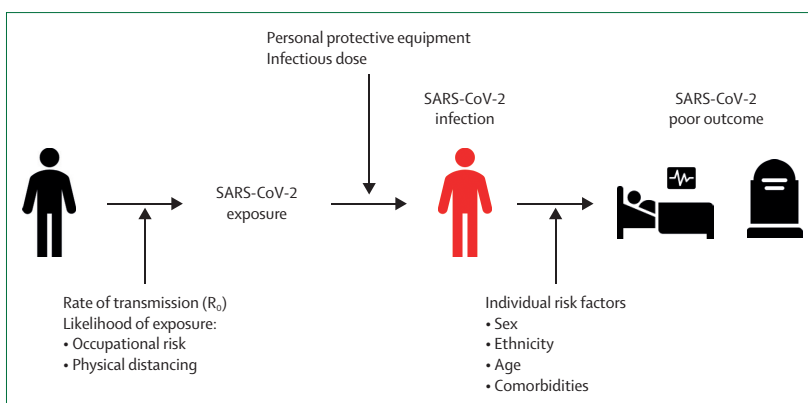 Personal protective equipment
Infectious dose
SARS-CoV-2
infection
SARS-CoV-2
poor outcome
SARS-CoV-2
exposure
Rate of transmission (R₀)
Likelihood of exposure:
• Occupational risk
• Physical distancing
Individual risk factors
• Sex
• Ethnicity
• Age
• Comorbidities